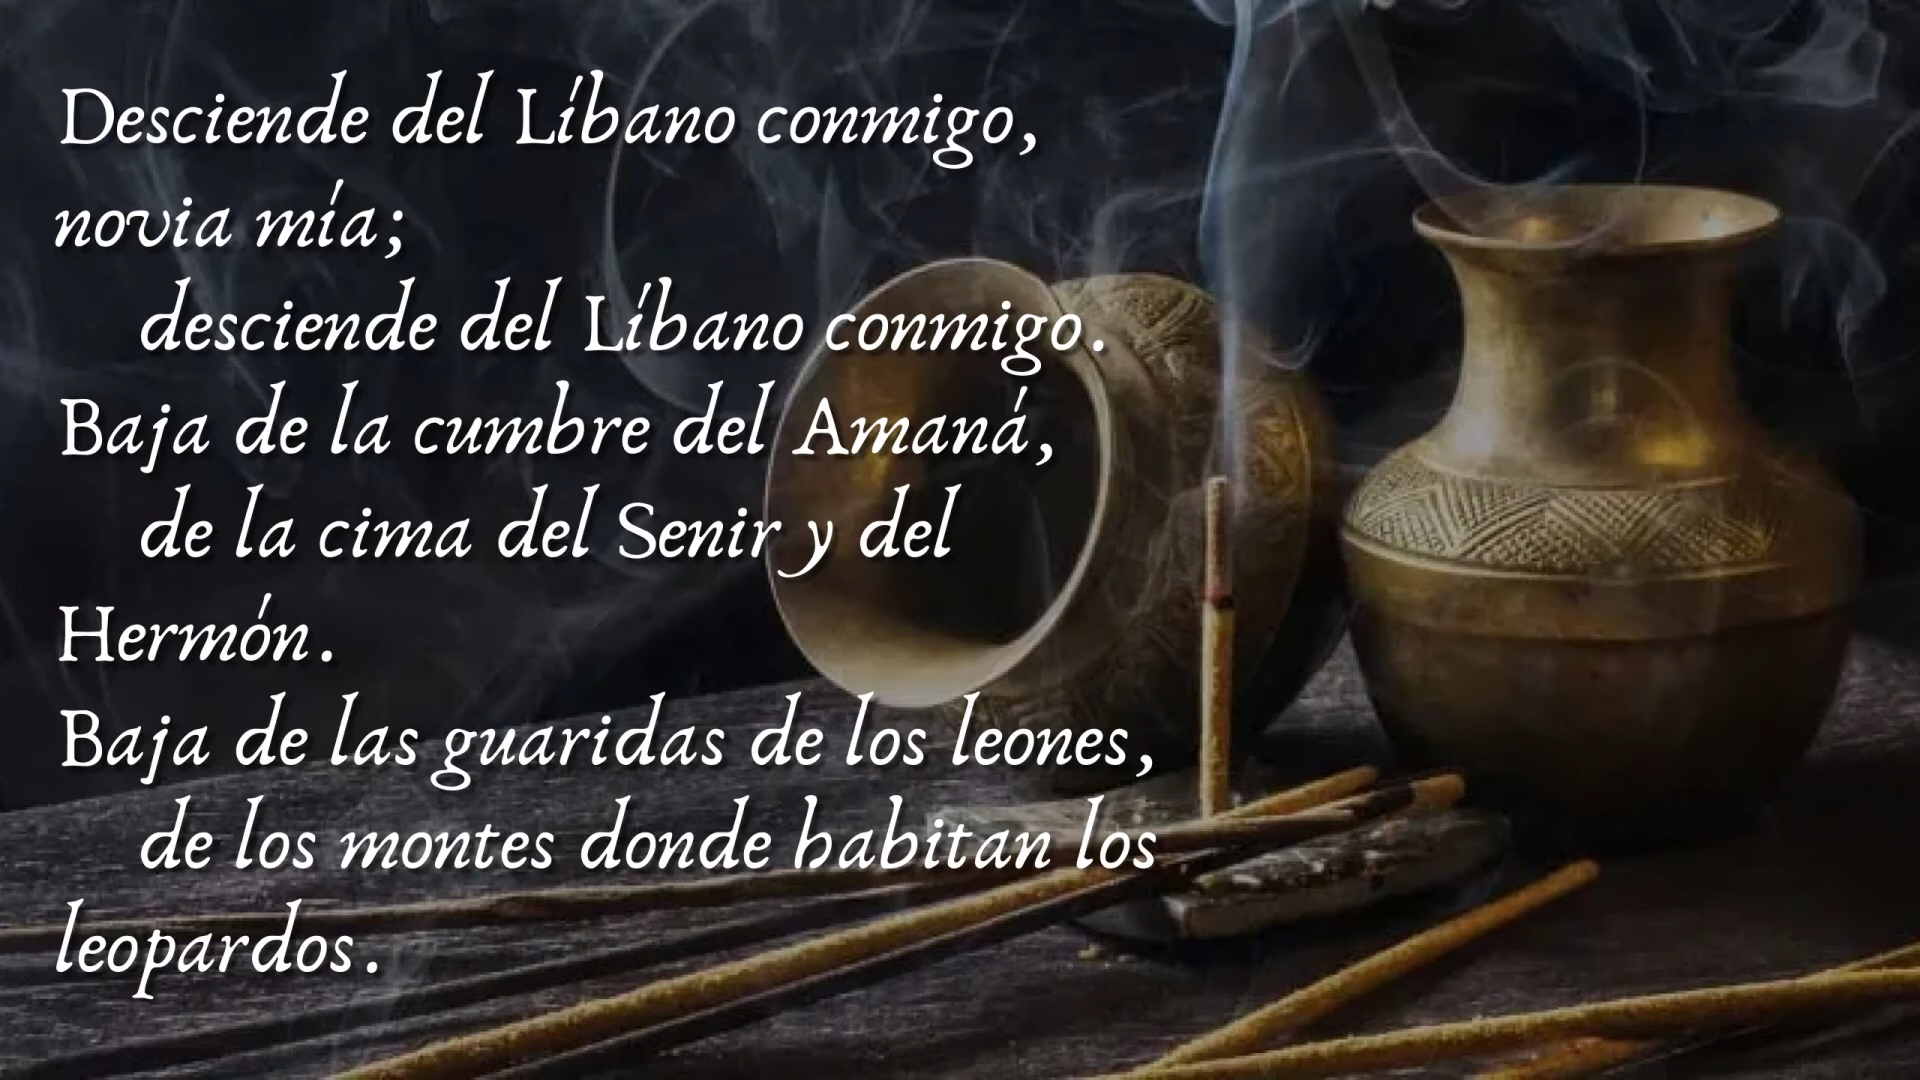 Desciende del Líbano conmigo,
novia mía;
desciende del Líbano conmigo.
Baja de la cumbre del Amaná,
de la cima del Senir y del
Hermón.
Baja de las guaridas de los leones,
de los montes donde habitan los
leopardos.